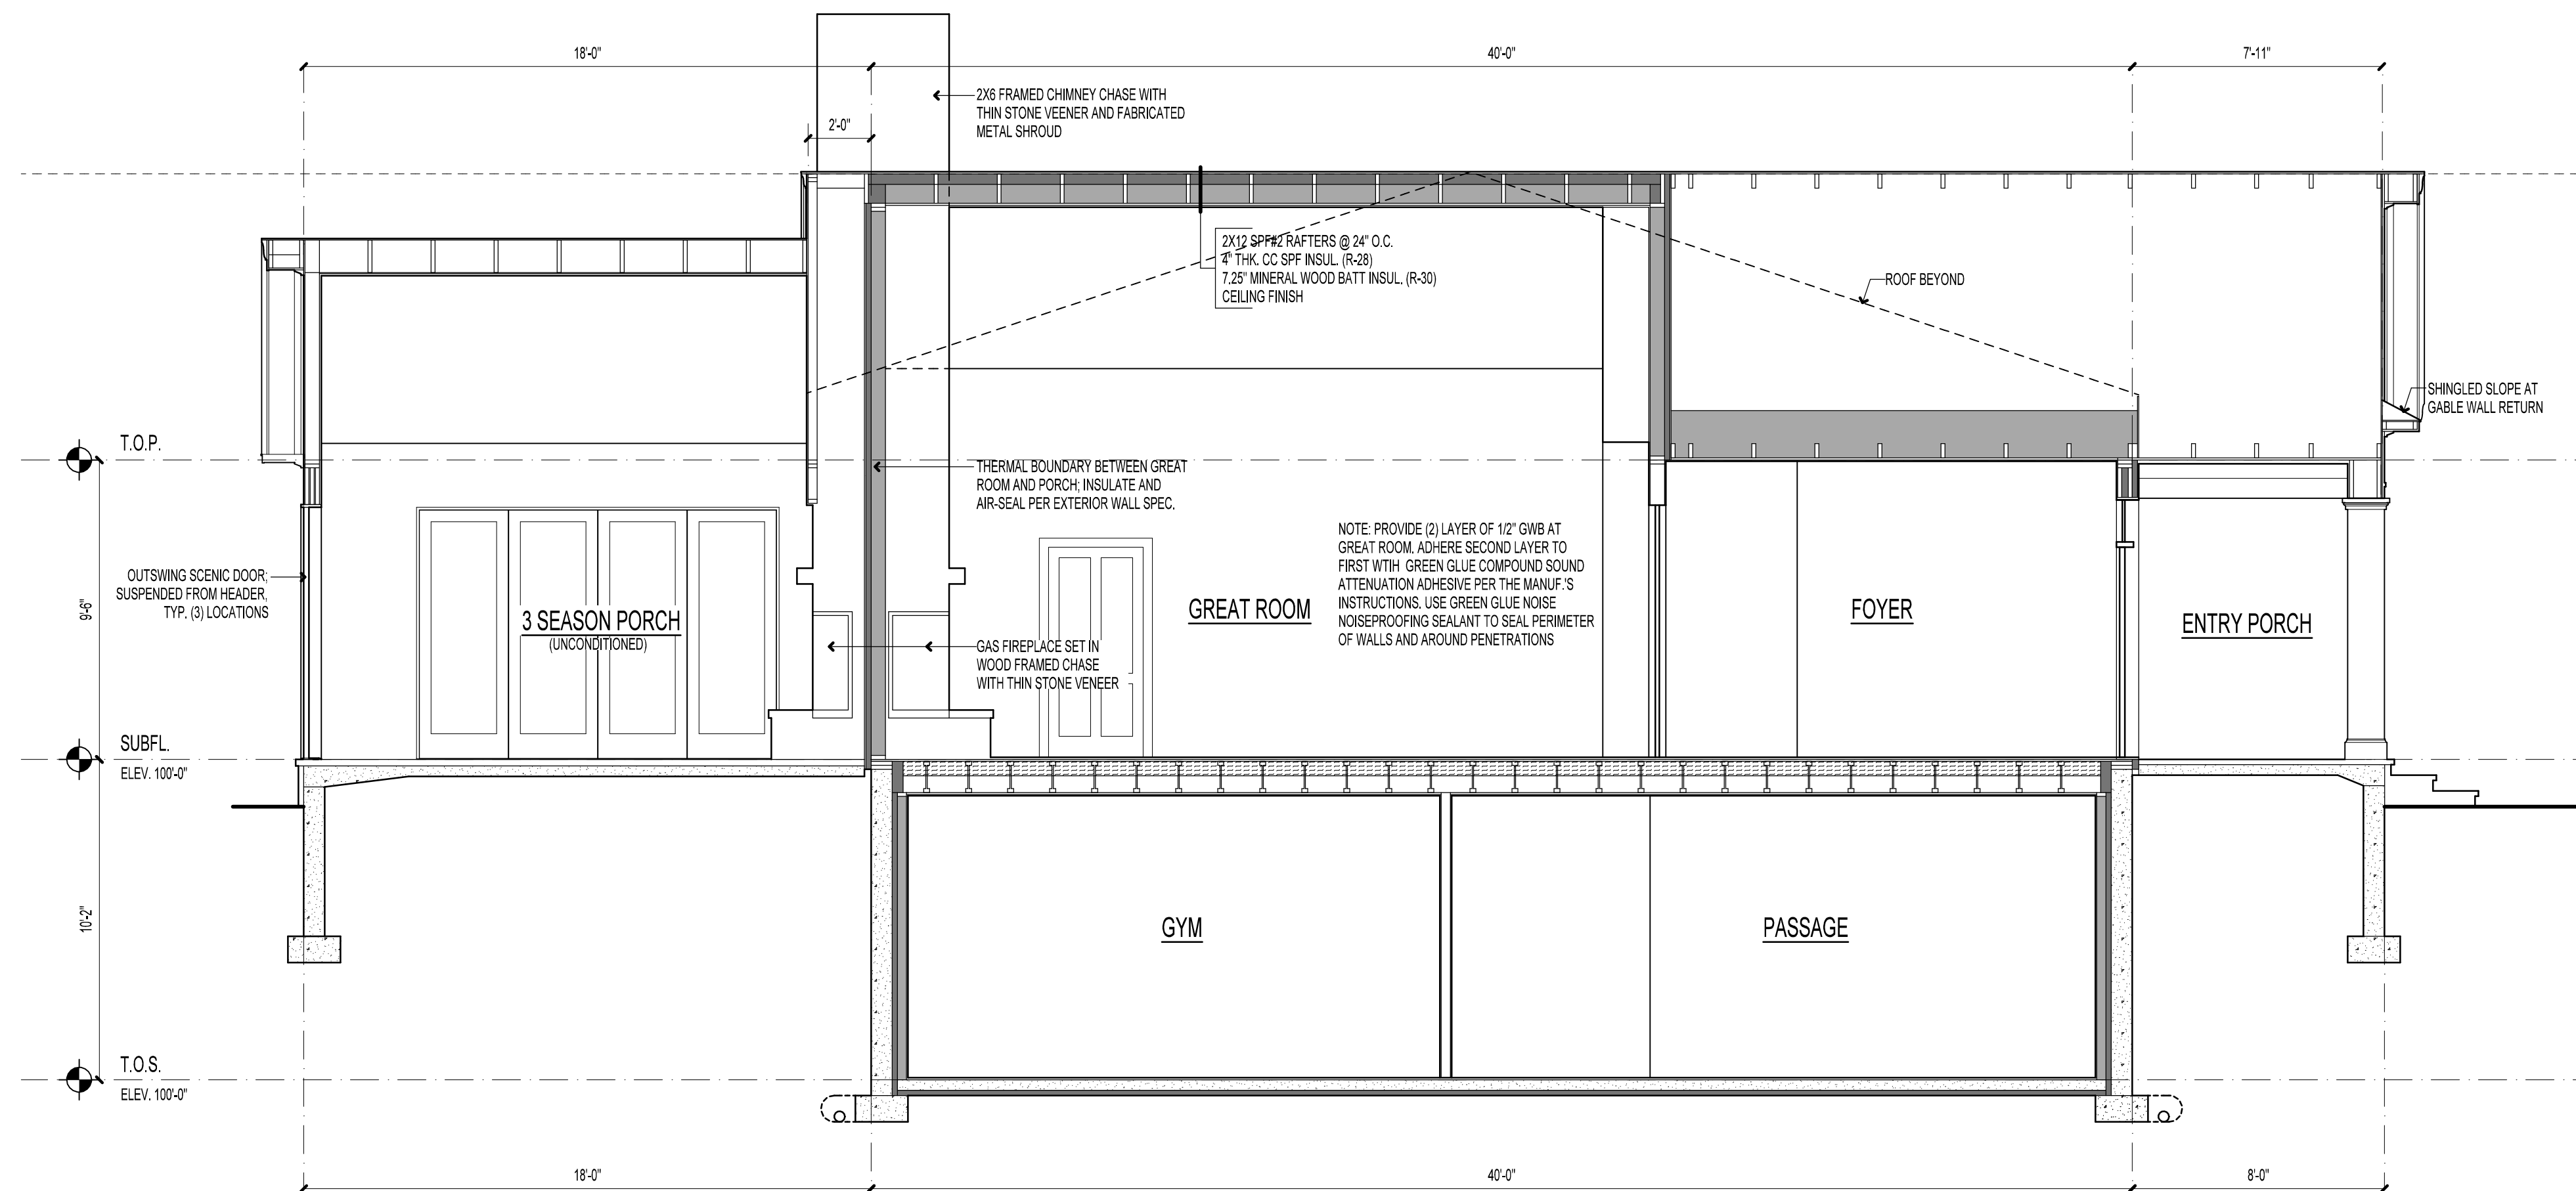 18'-0"
40'-0"
7'-11"
2X6 FRAMED CHIMNEY CHASE WITH
THIN STONE VEENER AND FABRICATED
METAL SHROUD
2'-0"
2X12 SPF#2 RAFTERS @ 24" O.C.
4" THK. CC SPF INSUL. (R-28)
7.25" MINERAL WOOD BATT INSUL. (R-30)
CEILING FINISH
ROOF BEYOND
SHINGLED SLOPE AT
GABLE WALL RETURN
T.O.P.
THERMAL BOUNDARY BETWEEN GREAT
ROOM AND PORCH; INSULATE AND
AIR-SEAL PER EXTERIOR WALL SPEC.
NOTE: PROVIDE (2) LAYER OF 1/2" GWB AT
GREAT ROOM. ADHERE SECOND LAYER TO
FIRST WTIH GREEN GLUE COMPOUND SOUND
ATTENUATION ADHESIVE PER THE MANUF.'S
INSTRUCTIONS. USE GREEN GLUE NOISE
NOISEPROOFING SEALANT TO SEAL PERIMETER
OF WALLS AND AROUND PENETRATIONS
OUTSWING SCENIC DOOR;
SUSPENDED FROM HEADER,
TYP. (3) LOCATIONS
9'-6"
3 SEASON PORCH
(UNCONDITIONED)
GREAT ROOM
FOYER
ENTRY PORCH
GAS FIREPLACE SET IN
WOOD FRAMED CHASE
WITH THIN STONE VENEER
SUBFL.
ELEV. 100'-0"
10'-2"
GYM
PASSAGE
T.O.S.
ELEV. 100'-0"
18'-0"
40'-0"
8'-0"